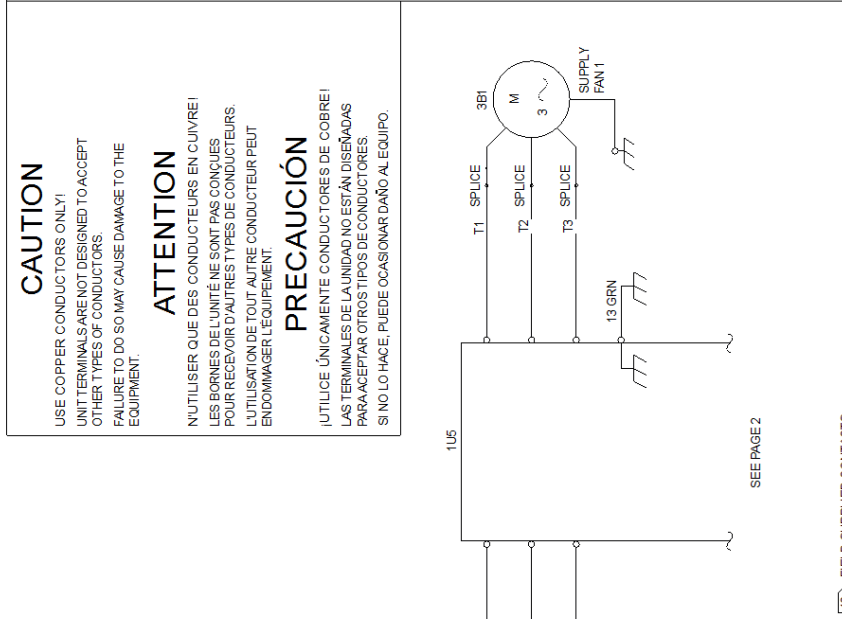 CAUTION
USE COPPER CONDUCTORS ONLY!
UNIT TERMINALS ARE NOT DESIGNED TO ACCEPT
OTHER TYPES OF CONDUCTORS.
FAILURE TO DO SO MAY CAUSE DAMAGE TO THE
EQUIPMENT.
ATTENTION
N'UTILISER QUE DES CONDUCTEURS EN CUIVRE!
LES BORNES DE L'UNITÉ NE SONT PAS CONÇUES
POUR RECEVOIR D'AUTRES TYPES DE CONDUCTEURS.
L'UTILISATION DE TOUT AUTRE CONDUCTEUR PEUT
ENDOMMAGER L'ÉQUIPEMENT.
PRECAUCIÓN
¡UTILICE ÚNICAMENTE CONDUCTORES DE COBRE!
LAS TERMINALES DE LA UNIDAD NO ESTÁN DISEÑADAS
PARA ACEPTAR OTROS TIPOS DE CONDUCTORES.
SI NO LO HACE, PUEDE OCASIONAR DAÑO AL EQUIPO.
1U5
T1 SPLICE
T2 SPLICE
T3 SPLICE
3B1
M
3
SUPPLY
FAN 1
13 GRN
SEE PAGE 2